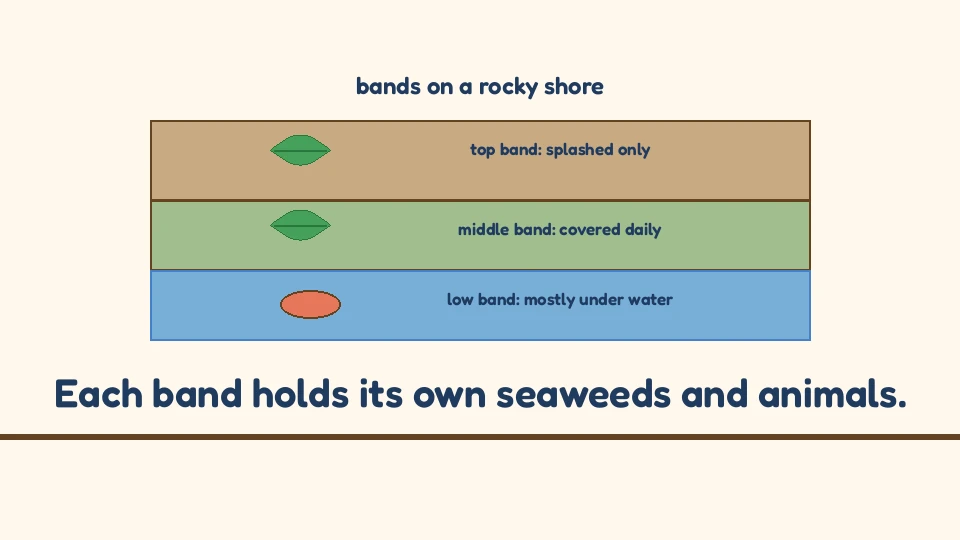 bands on a rocky shore
top band: splashed only
middle band: covered daily
low band: mostly under water
Each band holds its own seaweeds and animals.